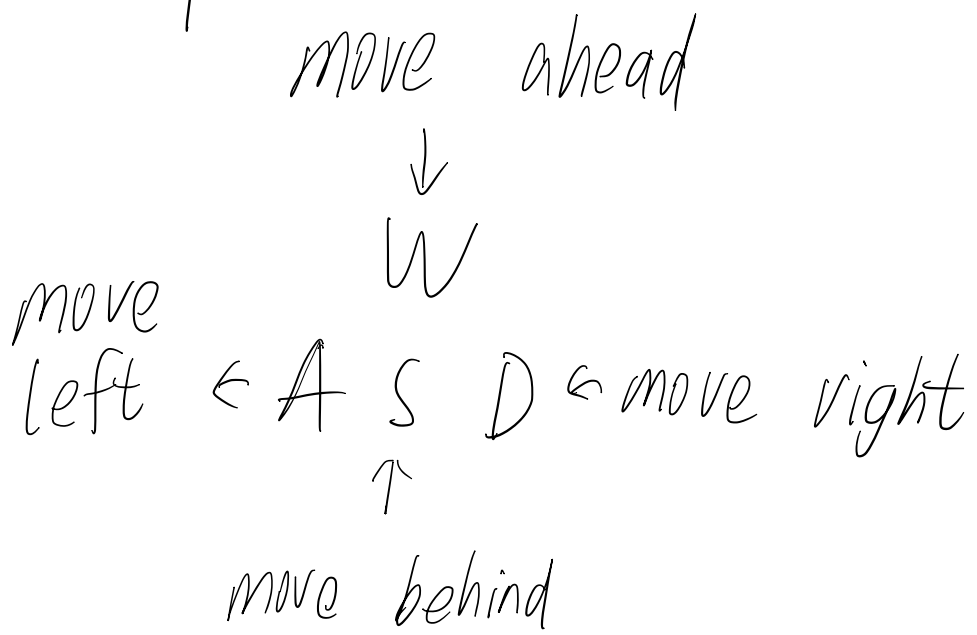 move ahead
↓
W
move
left ← A S D ← move right
↑
move behind